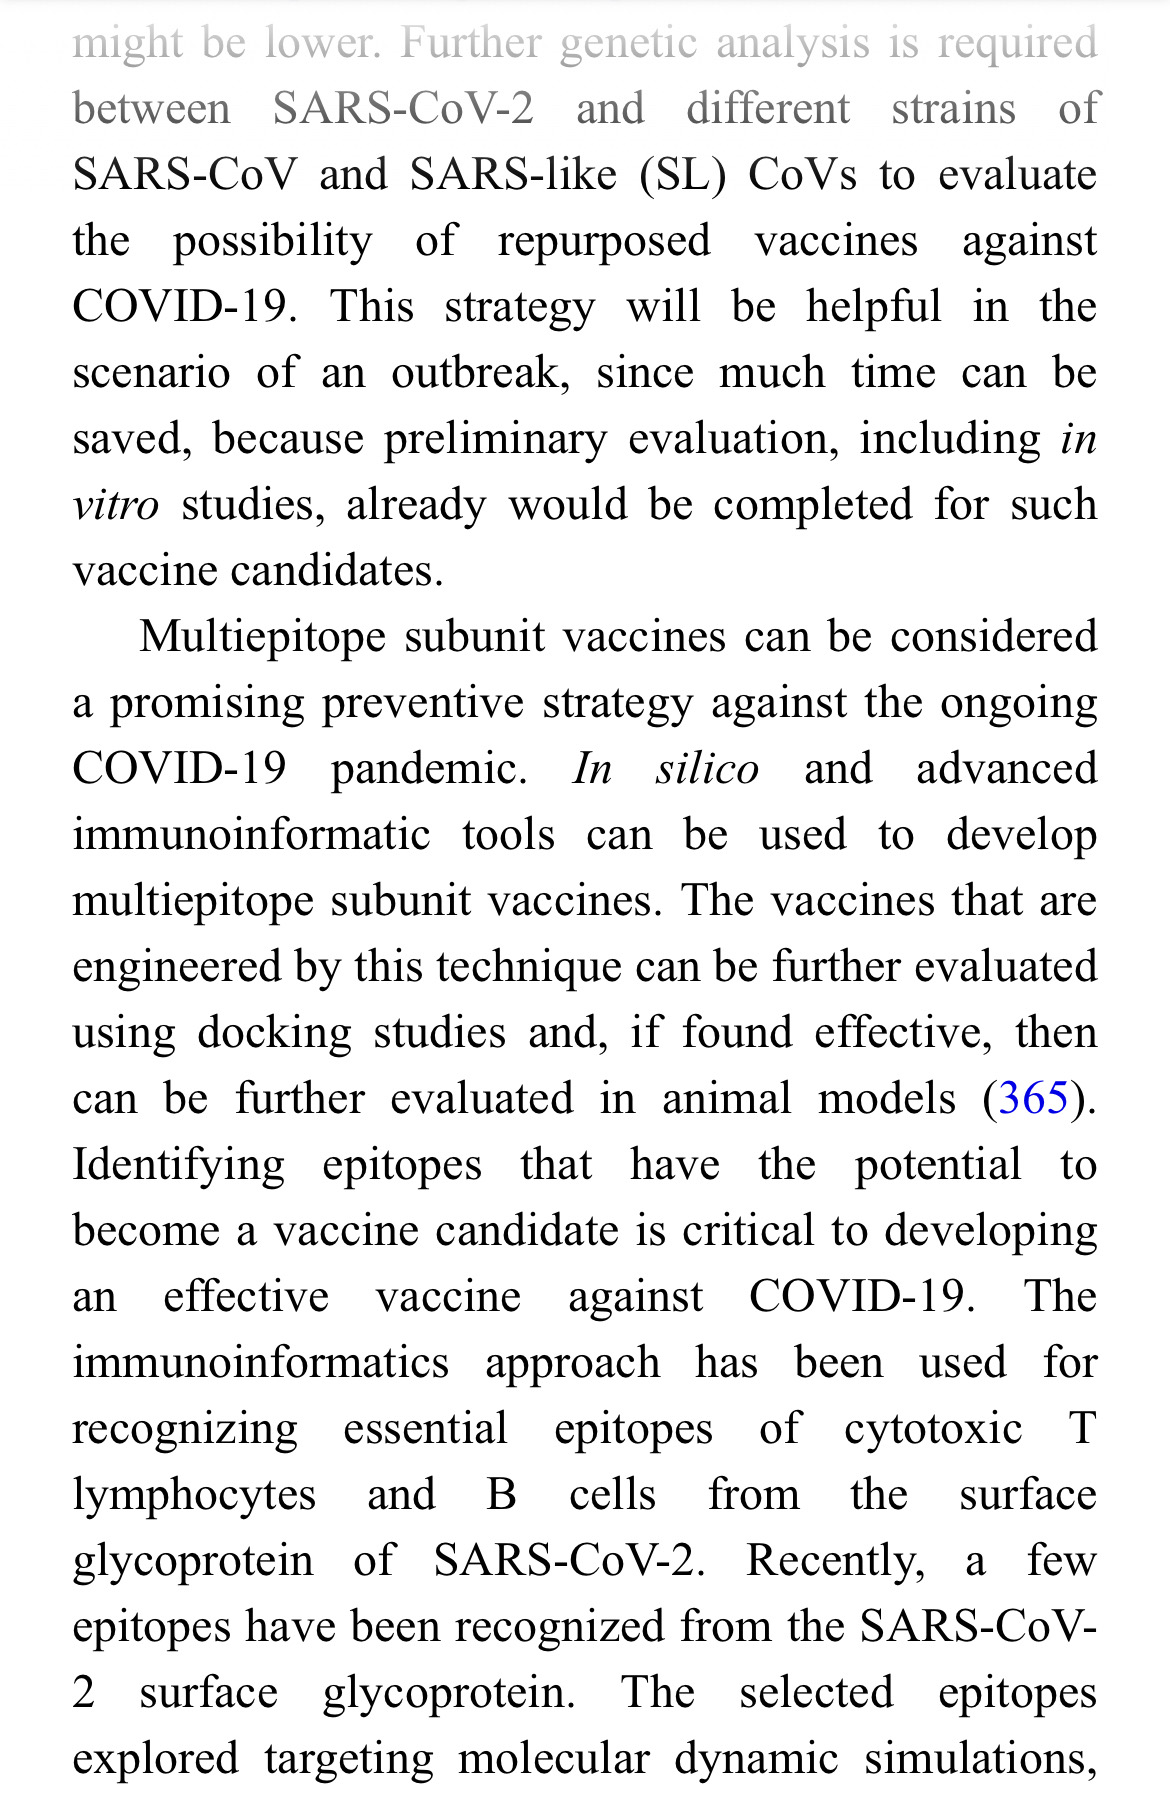 might be lower. Further genetic analysis is required
between SARS-CoV-2 and different strains of
SARS-CoV and SARS-like (SL) CoVs to evaluate
the possibility of repurposed vaccines against
COVID-19. This strategy will be helpful in the
scenario of an outbreak, since much time can be
saved, because preliminary evaluation, including in
vitro studies, already would be completed for such
vaccine candidates.
Multiepitope subunit vaccines can be considered
a promising preventive strategy against the ongoing
COVID-19 pandemic. In silico and advanced
immunoinformatic tools can be used to develop
multiepitope subunit vaccines. The vaccines that are
engineered by this technique can be further evaluated
using docking studies and, if found effective, then
can be further evaluated in animal models (365).
Identifying epitopes that have the potential to
become a vaccine candidate is critical to developing
an effective vaccine against COVID-19. The
immunoinformatics approach has been used for
recognizing essential epitopes of cytotoxic T
lymphocytes and B cells from the surface
glycoprotein of SARS-CoV-2. Recently, a few
epitopes have been recognized from the SARS-CoV-
2 surface glycoprotein. The selected epitopes
explored targeting molecular dynamic simulations,